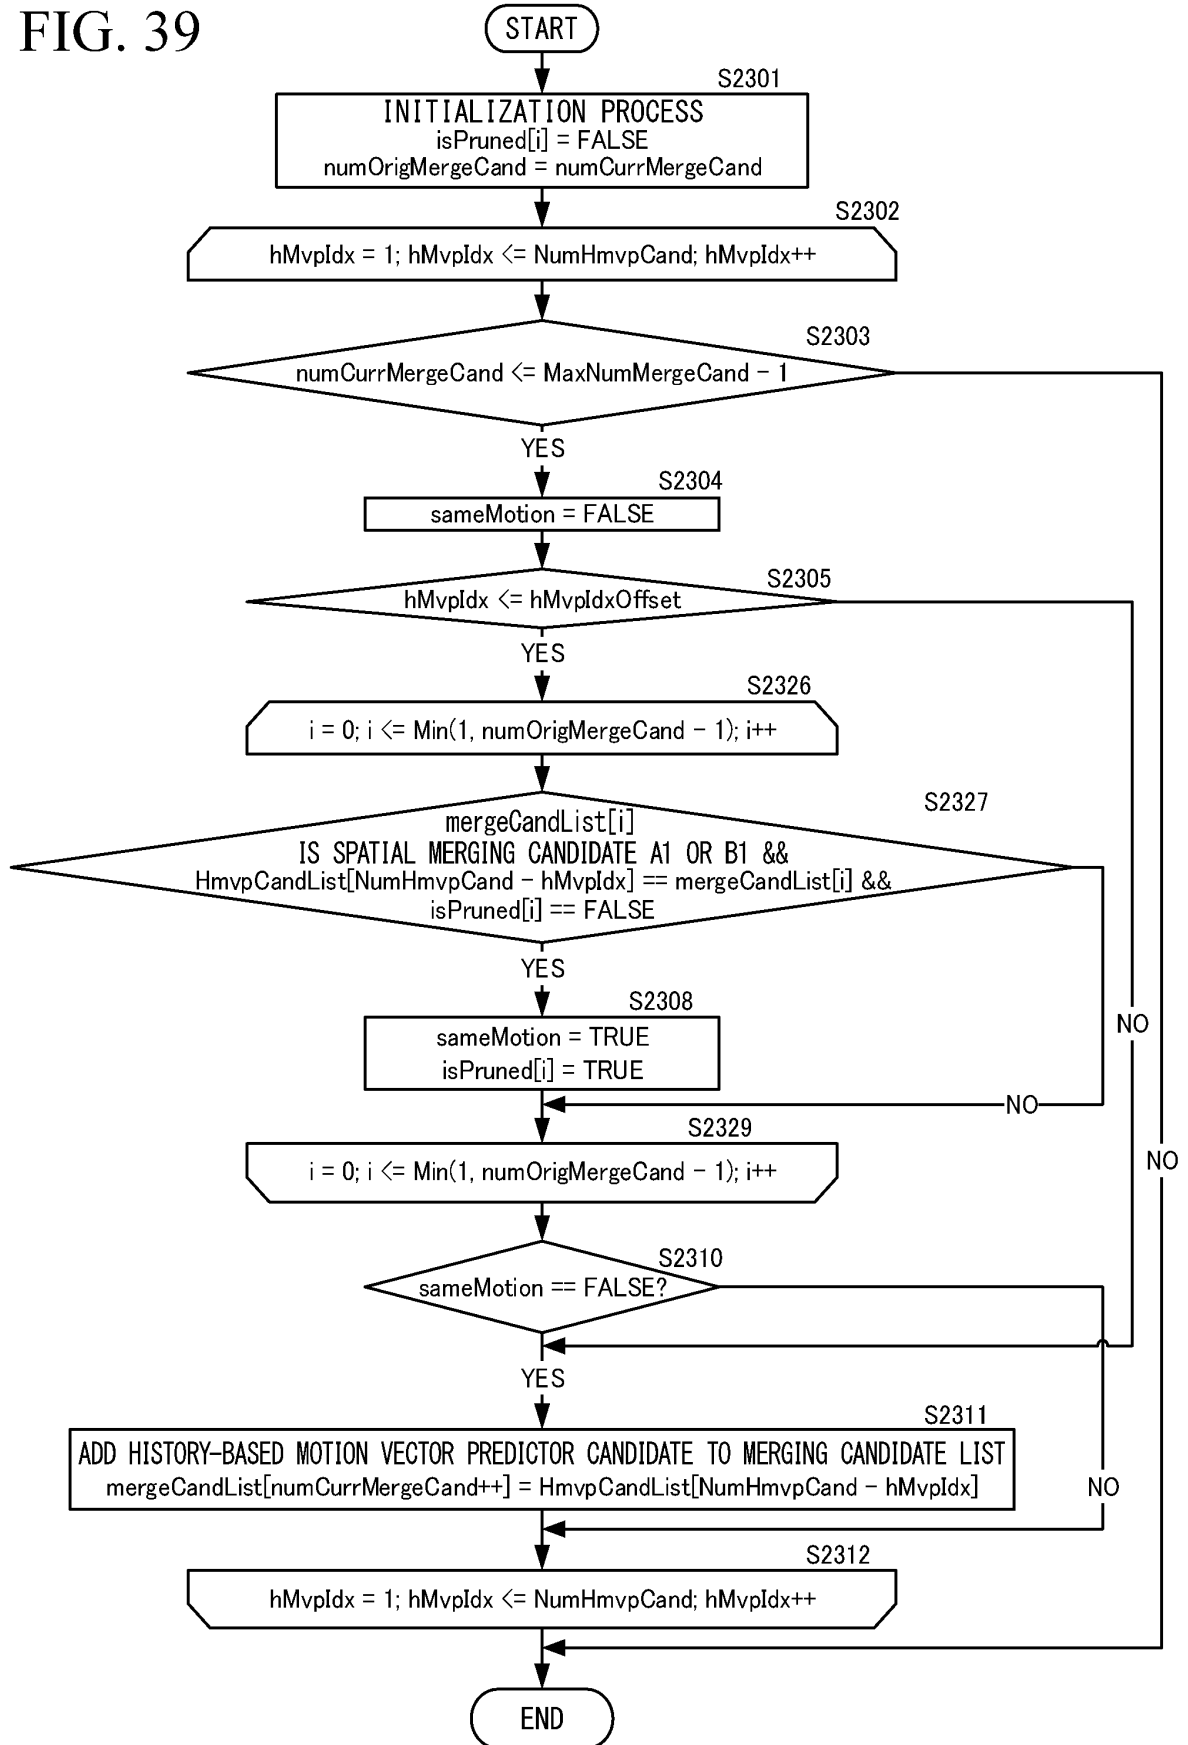 FIG. 39
START
S2301
INITIALIZATION PROCESS
isPruned[i] = FALSE
numOrigMergeCand = numCurrMergeCand
S2302
hMvpIdx = 1; hMvpIdx <= NumHmvpCand; hMvpIdx++
S2303
numCurrMergeCand <= MaxNumMergeCand - 1
YES
S2304
sameMotion = FALSE
S2305
hMvpIdx <= hMvpIdxOffset
YES
S2326
i = 0; i <= Min(1, numOrigMergeCand - 1); i++
S2327
mergeCandList[i]
IS SPATIAL MERGING CANDIDATE A1 OR B1 &&
HmvpCandList[NumHmvpCand - hMvpIdx] == mergeCandList[i] &&
isPruned[i] == FALSE
YES
S2308
sameMotion = TRUE
isPruned[i] = TRUE
NO
NO
S2329
i = 0; i <= Min(1, numOrigMergeCand - 1); i++
NO
S2310
sameMotion == FALSE?
YES
S2311
ADD HISTORY-BASED MOTION VECTOR PREDICTOR CANDIDATE TO MERGING CANDIDATE LIST
mergeCandList[numCurrMergeCand++] = HmvpCandList[NumHmvpCand - hMvpIdx]
NO
S2312
hMvpIdx = 1; hMvpIdx <= NumHmvpCand; hMvpIdx++
END